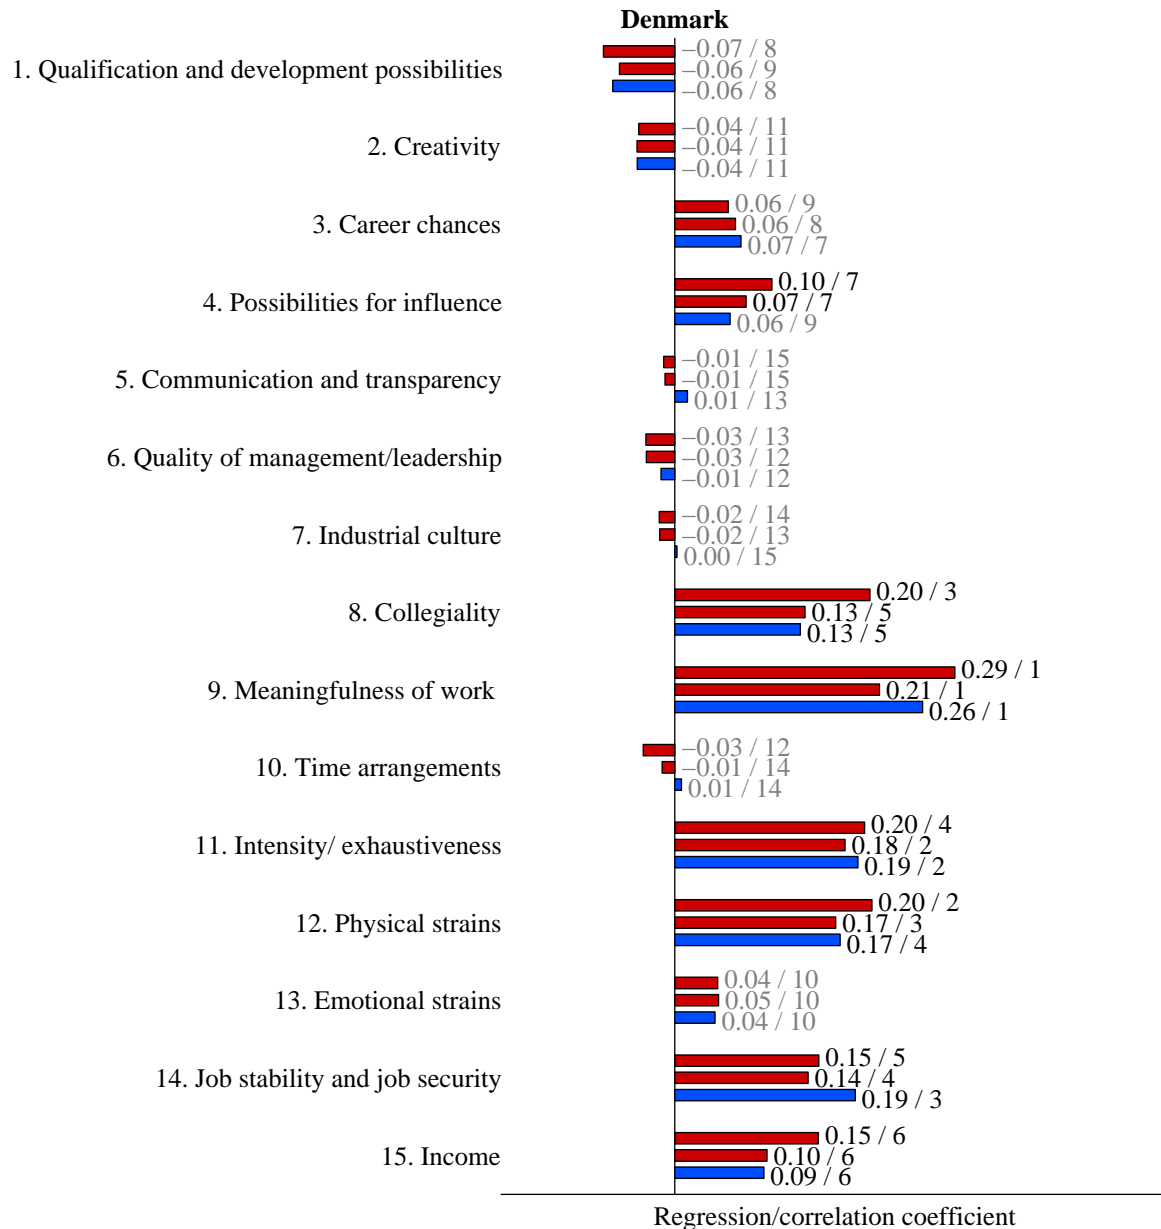 Denmark
1. Qualification and development possibilities
–0.07 / 8
–0.06 / 9
–0.06 / 8
2. Creativity
–0.04 / 11
–0.04 / 11
–0.04 / 11
3. Career chances
0.06 / 9
0.06 / 8
0.07 / 7
4. Possibilities for influence
0.10 / 7
0.07 / 7
0.06 / 9
5. Communication and transparency
–0.01 / 15
–0.01 / 15
0.01 / 13
6. Quality of management/leadership
–0.03 / 13
–0.03 / 12
–0.01 / 12
7. Industrial culture
–0.02 / 14
–0.02 / 13
0.00 / 15
8. Collegiality
0.20 / 3
0.13 / 5
0.13 / 5
9. Meaningfulness of work
0.29 / 1
0.21 / 1
0.26 / 1
10. Time arrangements
–0.03 / 12
–0.01 / 14
0.01 / 14
11. Intensity/ exhaustiveness
0.20 / 4
0.18 / 2
0.19 / 2
12. Physical strains
0.20 / 2
0.17 / 3
0.17 / 4
13. Emotional strains
0.04 / 10
0.05 / 10
0.04 / 10
14. Job stability and job security
0.15 / 5
0.14 / 4
0.19 / 3
15. Income
0.15 / 6
0.10 / 6
0.09 / 6
Regression/correlation coefficient